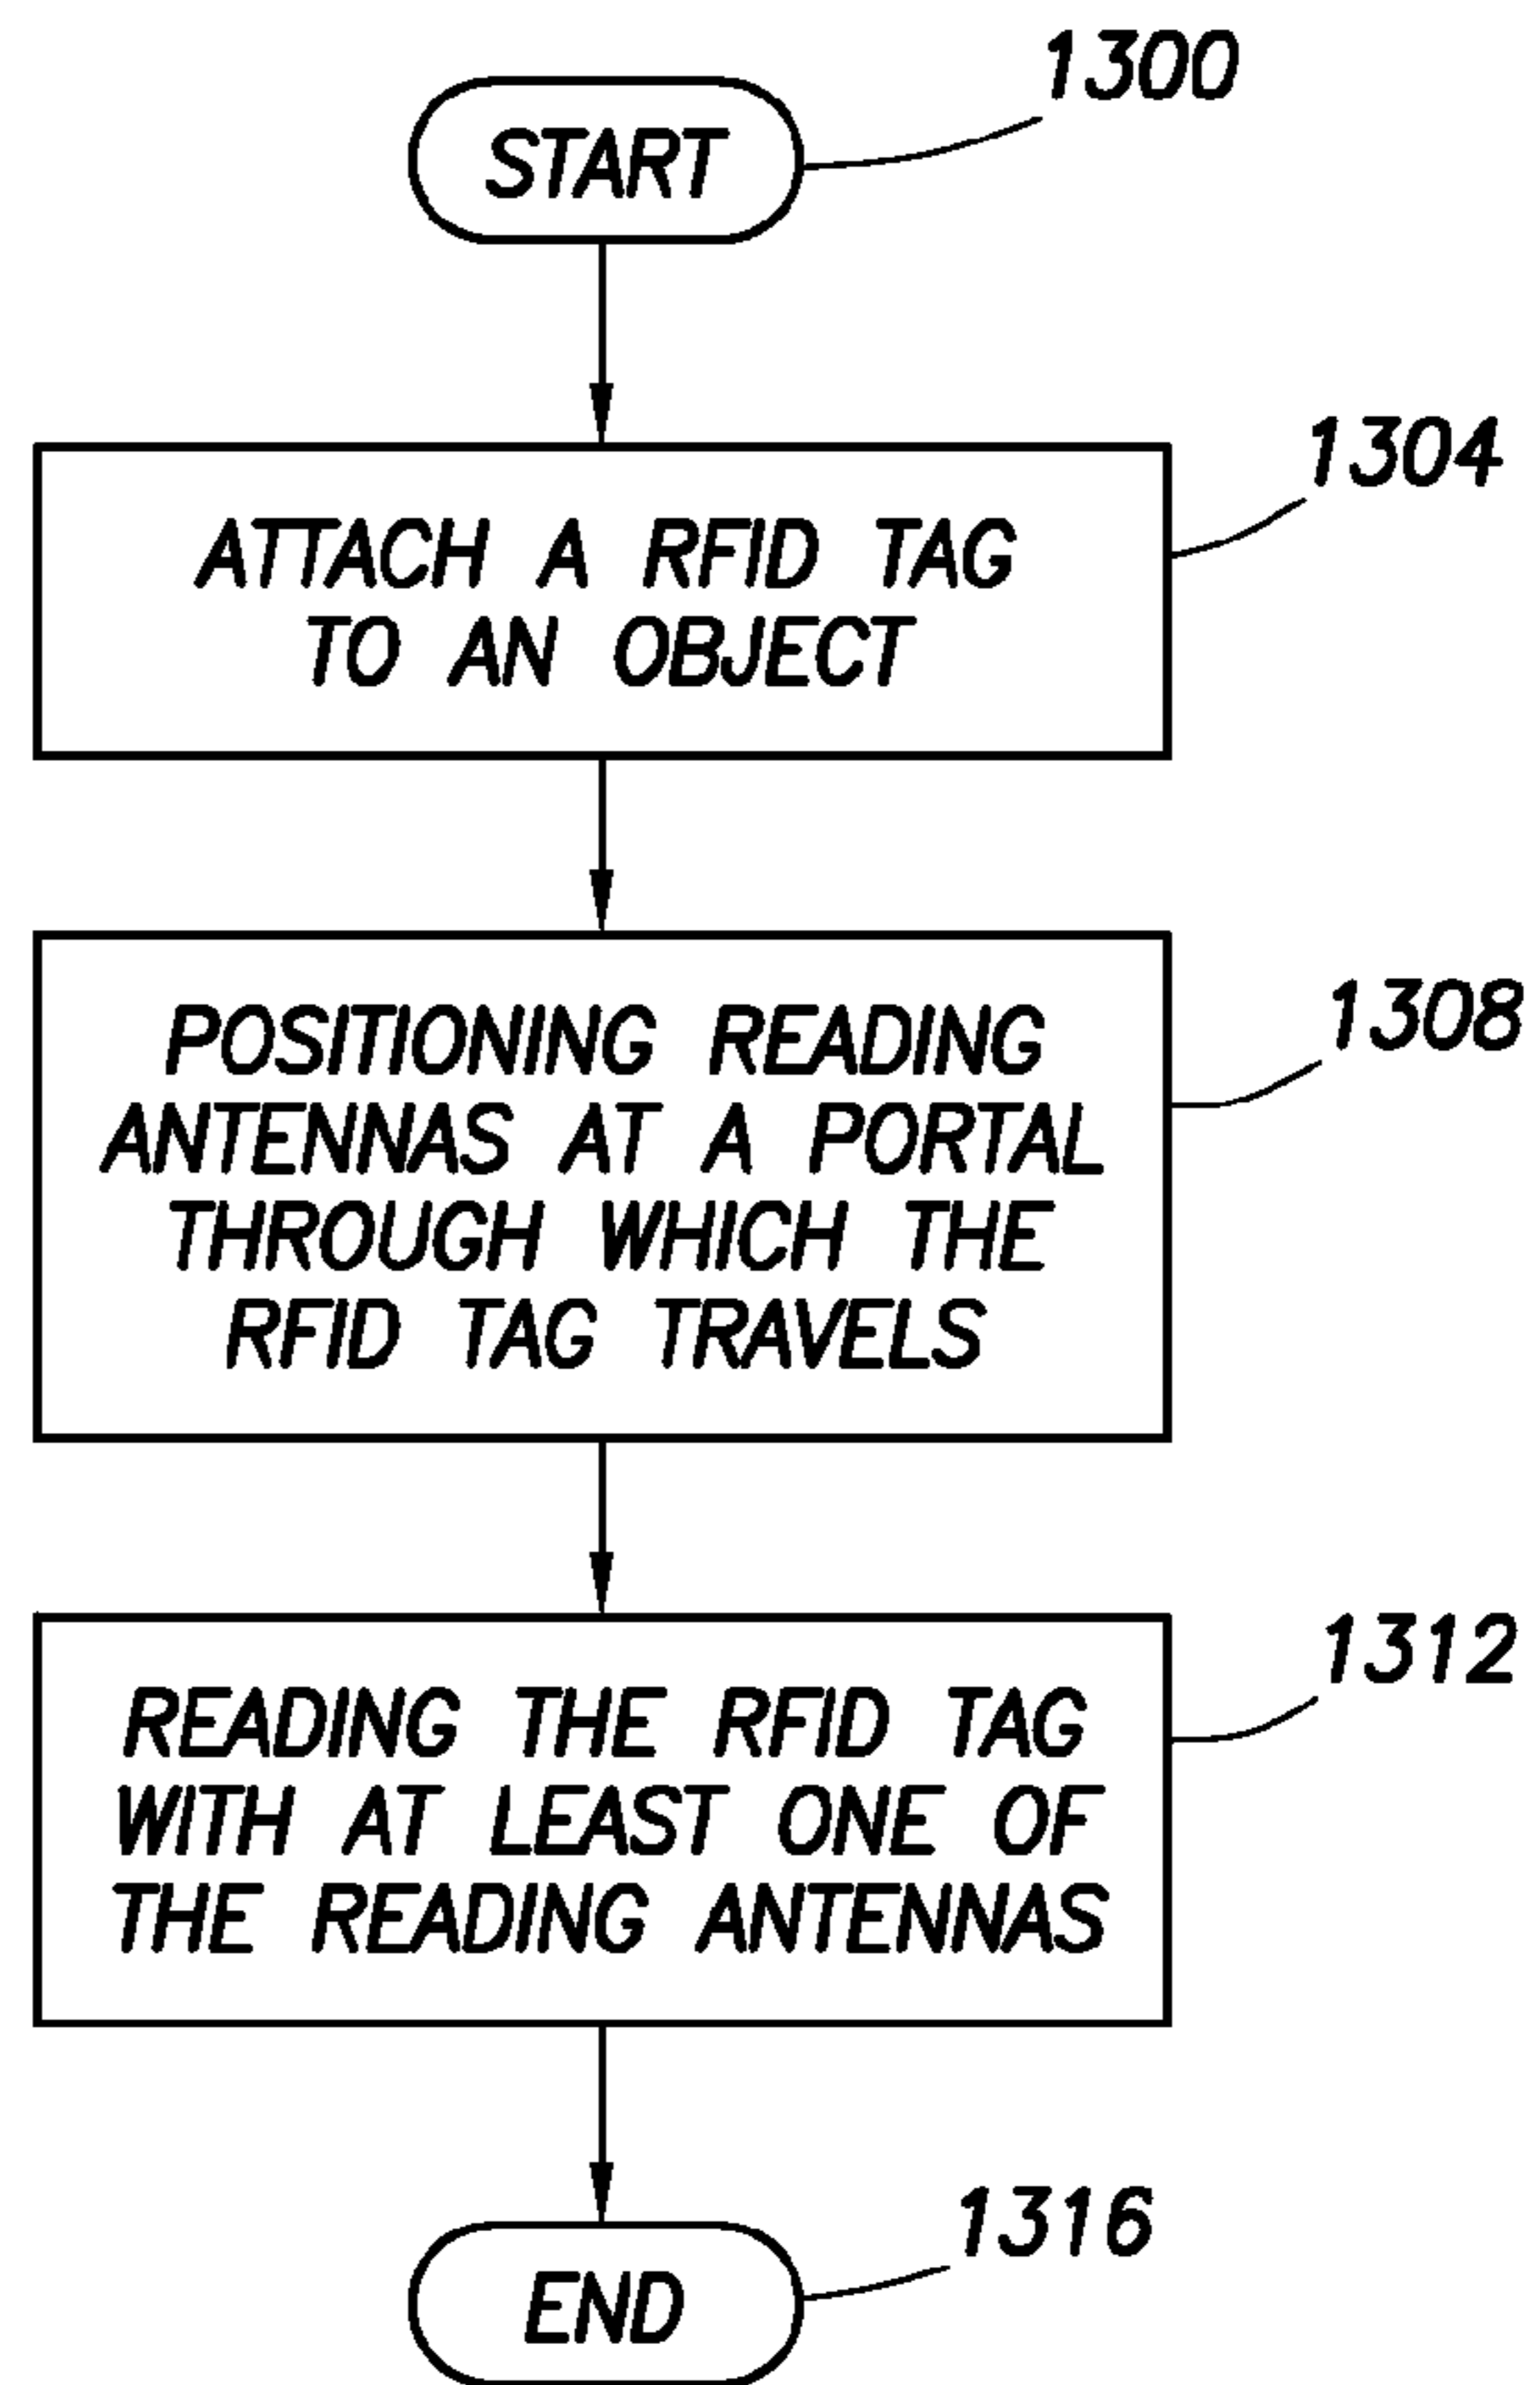 1300
START
1304
ATTACH A RFID TAG
TO AN OBJECT
1308
POSITIONING READING
ANTENNAS AT A PORTAL
THROUGH WHICH THE
RFID TAG TRAVELS
1312
READING THE RFID TAG
WITH AT LEAST ONE OF
THE READING ANTENNAS
1316
END